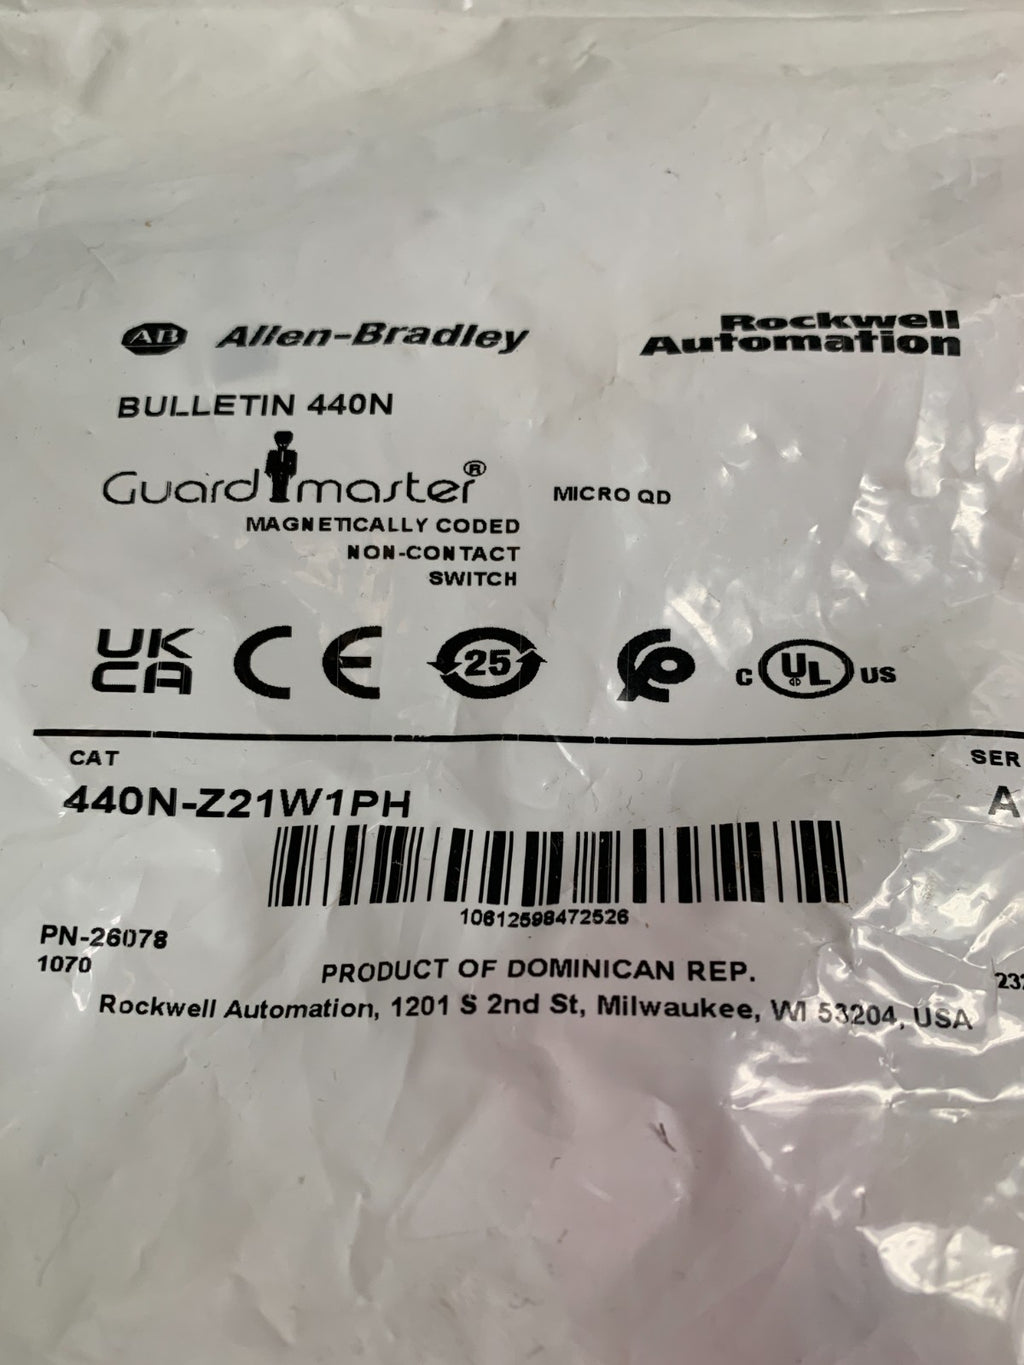 AB Allen-Bradley
Rockwell
Automation
BULLETIN 440N
Guardmaster®
MICRO QD
MAGNETICALLY CODED
NON-CONTACT
SWITCH
UK
CA CE 25 c UL us
CAT SER
440N-Z21W1PH A
10612598472526
PN-26078
1070
PRODUCT OF DOMINICAN REP.
Rockwell Automation, 1201 S 2nd St, Milwaukee, WI 53204, USA